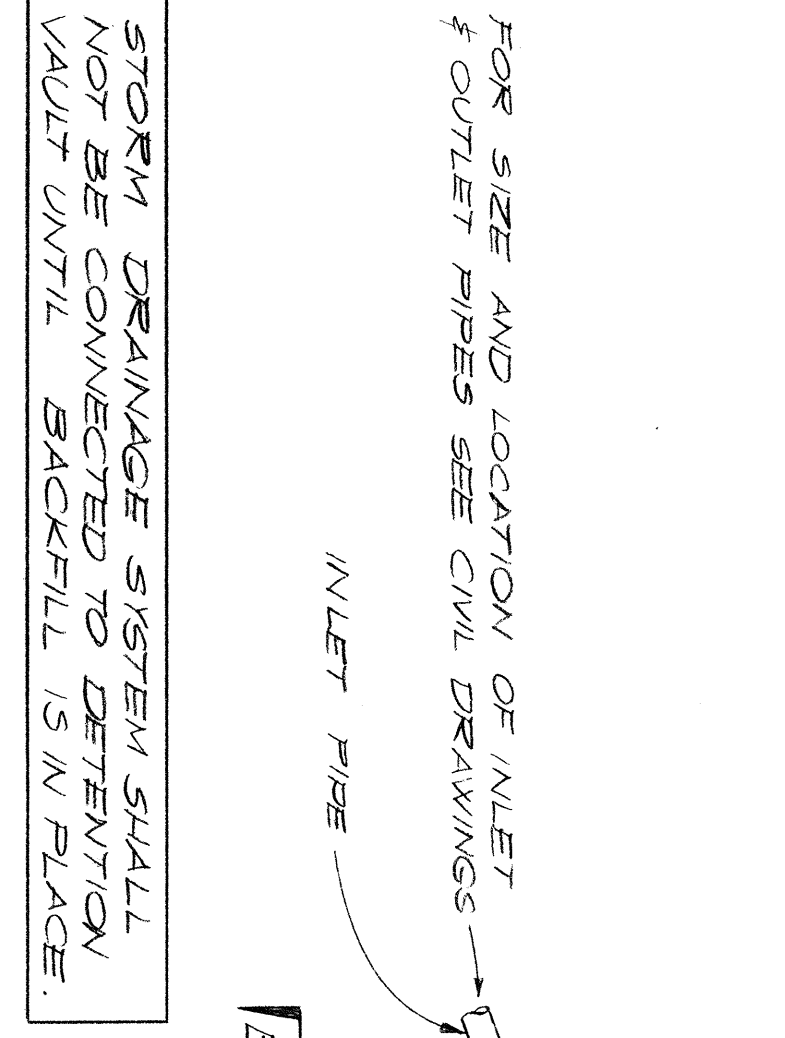 FOR SIZE AND LOCATION OF INLET
& OUTLET PIPES SEE CIVIL DRAWINGS
INLET PIPE
STORM DRAINAGE SYSTEM SHALL
NOT BE CONNECTED TO DETENTION
VAULT UNTIL BACKFILL IS IN PLACE.